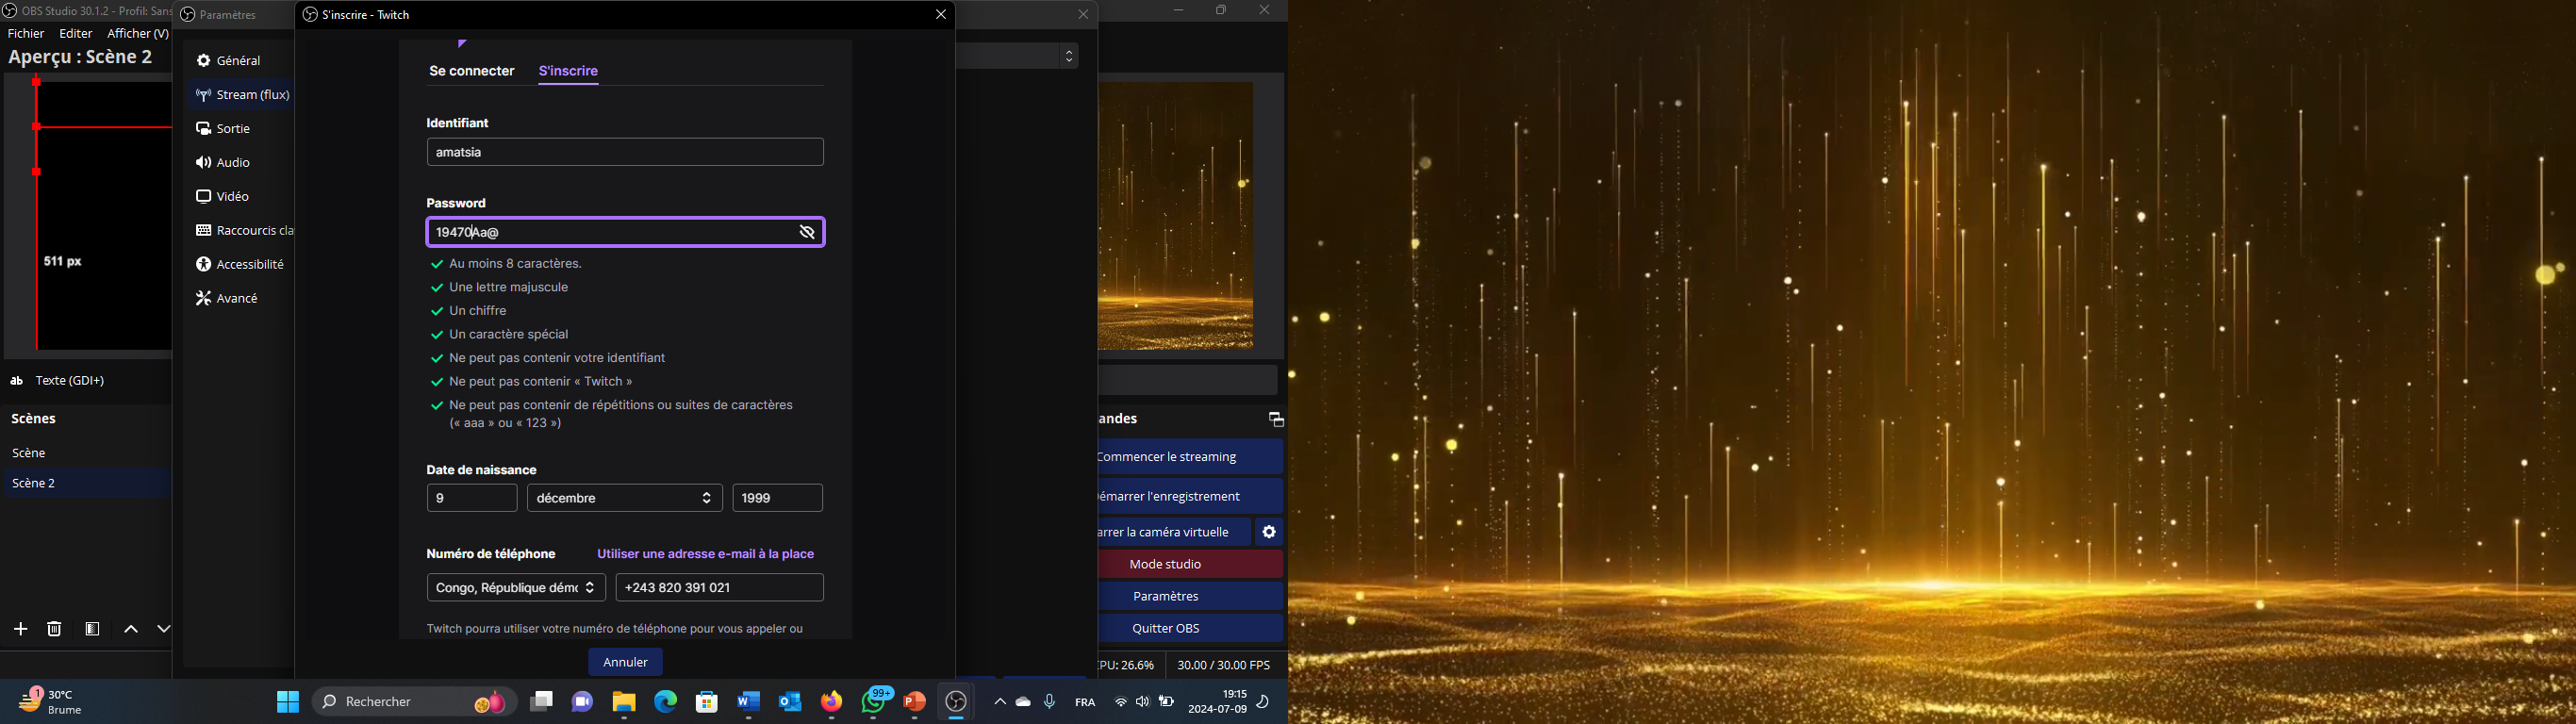 OBS Studio 30.1.2 - Profil: Sans
Paramètres
S'inscrire - Twitch
Fichier Editer Afficher (V)
Aperçu : Scène 2
Général
Stream (flux)
Sortie
Audio
Vidéo
Raccourcis cla
Accessibilité
Avancé
511 px
Se connecter S'inscrire
Identifiant
amatsia
Password
19470Aa@
Au moins 8 caractères.
Une lettre majuscule
Un chiffre
Un caractère spécial
Ne peut pas contenir votre identifiant
Ne peut pas contenir « Twitch »
Ne peut pas contenir de répétitions ou suites de caractères
(« aaa » ou « 123 »)
Date de naissance
9 décembre 1999
Numéro de téléphone Utiliser une adresse e-mail à la place
Congo, République dém +243 820 391 021
Twitch pourra utiliser votre numéro de téléphone pour vous appeler ou
Annuler
ab Texte (GDI+)
Scènes
Scène
Scène 2
andes
Commencer le streaming
émarrer l'enregistrement
arrer la caméra virtuelle
Mode studio
Paramètres
Quitter OBS
CPU: 26.6% 30.00 / 30.00 FPS
1
30°C
Brume
Rechercher
99+
FRA
19:15
2024-07-09